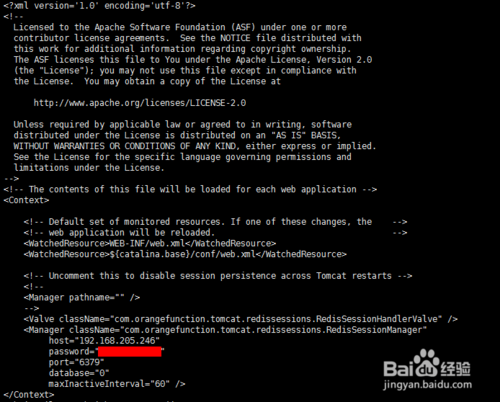 <?xml version='1.0' encoding='utf-8'?>
<!--
Licensed to the Apache Software Foundation (ASF) under one or more
contributor license agreements.  See the NOTICE file distributed with
this work for additional information regarding copyright ownership.
The ASF licenses this file to You under the Apache License, Version 2.0
(the "License"); you may not use this file except in compliance with
the License.  You may obtain a copy of the License at
http://www.apache.org/licenses/LICENSE-2.0
Unless required by applicable law or agreed to in writing, software
distributed under the License is distributed on an "AS IS" BASIS,
WITHOUT WARRANTIES OR CONDITIONS OF ANY KIND, either express or implied.
See the License for the specific language governing permissions and
limitations under the License.
-->
<!-- The contents of this file will be loaded for each web application -->
<Context>
<!-- Default set of monitored resources. If one of these changes, the    -->
<!-- web application will be reloaded.                                   -->
<WatchedResource>WEB-INF/web.xml</WatchedResource>
<WatchedResource>${catalina.base}/conf/web.xml</WatchedResource>
<!-- Uncomment this to disable session persistence across Tomcat restarts -->
<!--
<Manager pathname="" />
-->
<Valve className="com.orangefunction.tomcat.redissessions.RedisSessionHandlerValve" />
<Manager className="com.orangefunction.tomcat.redissessions.RedisSessionManager"
host="192.168.205.246"
password=" "
port="6379"
database="0"
maxInactiveInterval="60" />
</Context>
Baidu 经验
jingyan.baidu.com